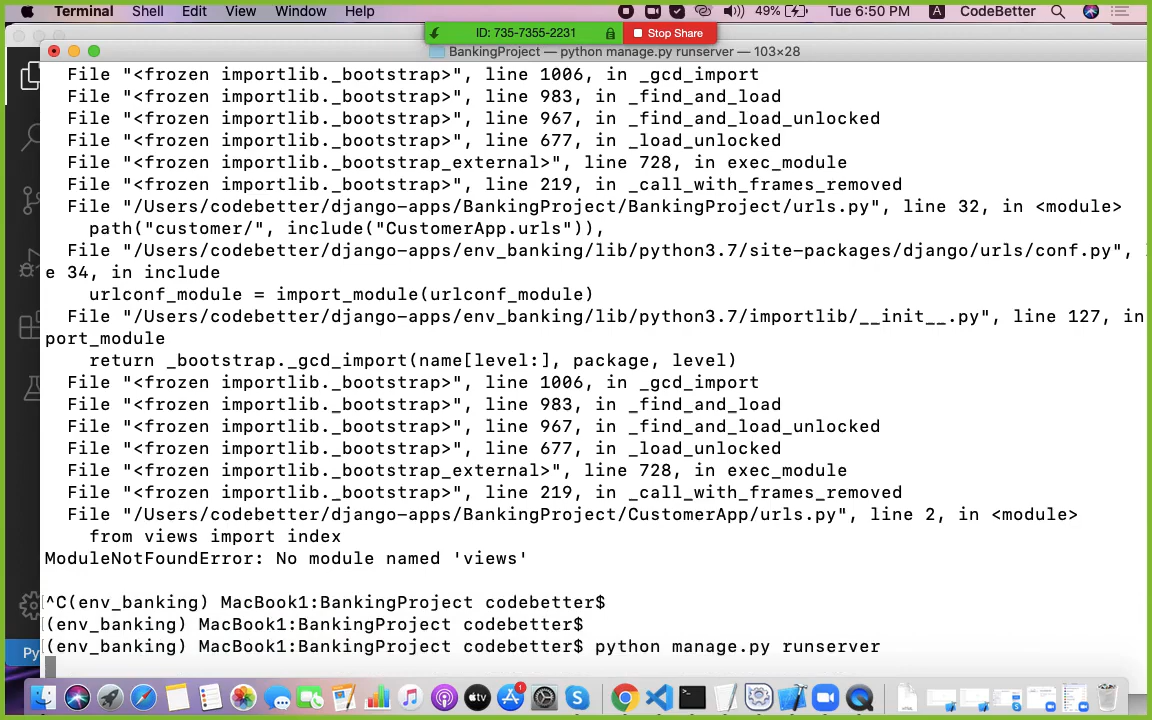 Terminal Shell Edit View Window Help 49% Tue 6:50 PM A CodeBetter
ID: 735-7355-2231 Stop Share
BankingProject — python manage.py runserver — 103×28
File "<frozen importlib._bootstrap>", line 1006, in _gcd_import
File "<frozen importlib._bootstrap>", line 983, in _find_and_load
File "<frozen importlib._bootstrap>", line 967, in _find_and_load_unlocked
File "<frozen importlib._bootstrap>", line 677, in _load_unlocked
File "<frozen importlib._bootstrap_external>", line 728, in exec_module
File "<frozen importlib._bootstrap>", line 219, in _call_with_frames_removed
File "/Users/codebetter/django-apps/BankingProject/BankingProject/urls.py", line 32, in <module>
path("customer/", include("CustomerApp.urls")),
File "/Users/codebetter/django-apps/env_banking/lib/python3.7/site-packages/django/urls/conf.py",
e 34, in include
urlconf_module = import_module(urlconf_module)
File "/Users/codebetter/django-apps/env_banking/lib/python3.7/importlib/__init__.py", line 127, in
port_module
return _bootstrap._gcd_import(name[level:], package, level)
File "<frozen importlib._bootstrap>", line 1006, in _gcd_import
File "<frozen importlib._bootstrap>", line 983, in _find_and_load
File "<frozen importlib._bootstrap>", line 967, in _find_and_load_unlocked
File "<frozen importlib._bootstrap>", line 677, in _load_unlocked
File "<frozen importlib._bootstrap_external>", line 728, in exec_module
File "<frozen importlib._bootstrap>", line 219, in _call_with_frames_removed
File "/Users/codebetter/django-apps/BankingProject/CustomerApp/urls.py", line 2, in <module>
from views import index
ModuleNotFoundError: No module named 'views'
^C(env_banking) MacBook1:BankingProject codebetter$
(env_banking) MacBook1:BankingProject codebetter$
(env_banking) MacBook1:BankingProject codebetter$ python manage.py runserver
Py
tv
1